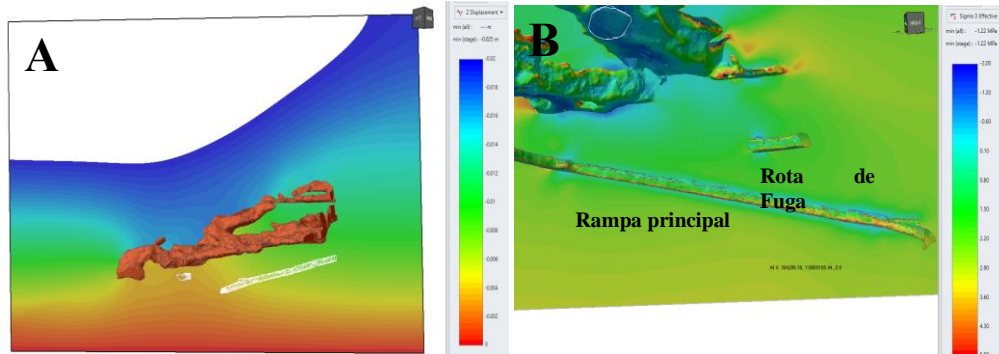 A
Z Displacement
min (all) : --- m
min (stage) : -0.025 m
-0.02
-0.018
-0.016
-0.014
-0.012
-0.01
-0.008
-0.006
-0.004
-0.002
0
B
Rota de
Fuga
Rampa principal
Sigma 3 Effective
min (all) : -1.22 MPa
min (stage) : -1.22 MPa
-2.00
-1.30
-0.60
0.10
0.80
1.50
2.20
2.90
3.60
4.30